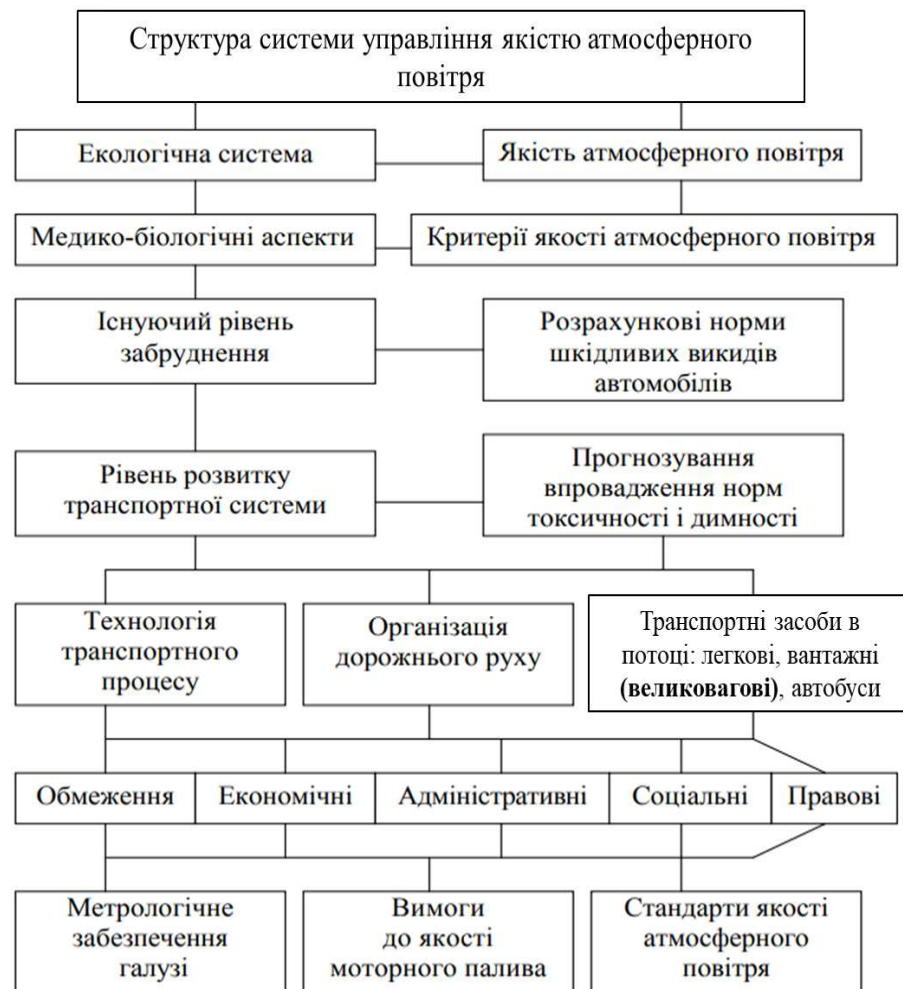 Структура системи управління якістю атмосферного
повітря
Екологічна система
Якість атмосферного повітря
Медико-біологічні аспекти
Критерії якості атмосферного повітря
Існуючий рівень
забруднення
Розрахункові норми
шкідливих викидів
автомобілів
Рівень розвитку
транспортної системи
Прогнозування
впровадження норм
токсичності і димності
Технологія
транспортного
процесу
Організація
дорожнього руху
Транспортні засоби в
потоці: легкові, вантажні
(великовагові), автобуси
Обмеження
Економічні
Адміністративні
Соціальні
Правові
Метрологічне
забезпечення
галузі
Вимоги
до якості
моторного палива
Стандарти якості
атмосферного
повітря